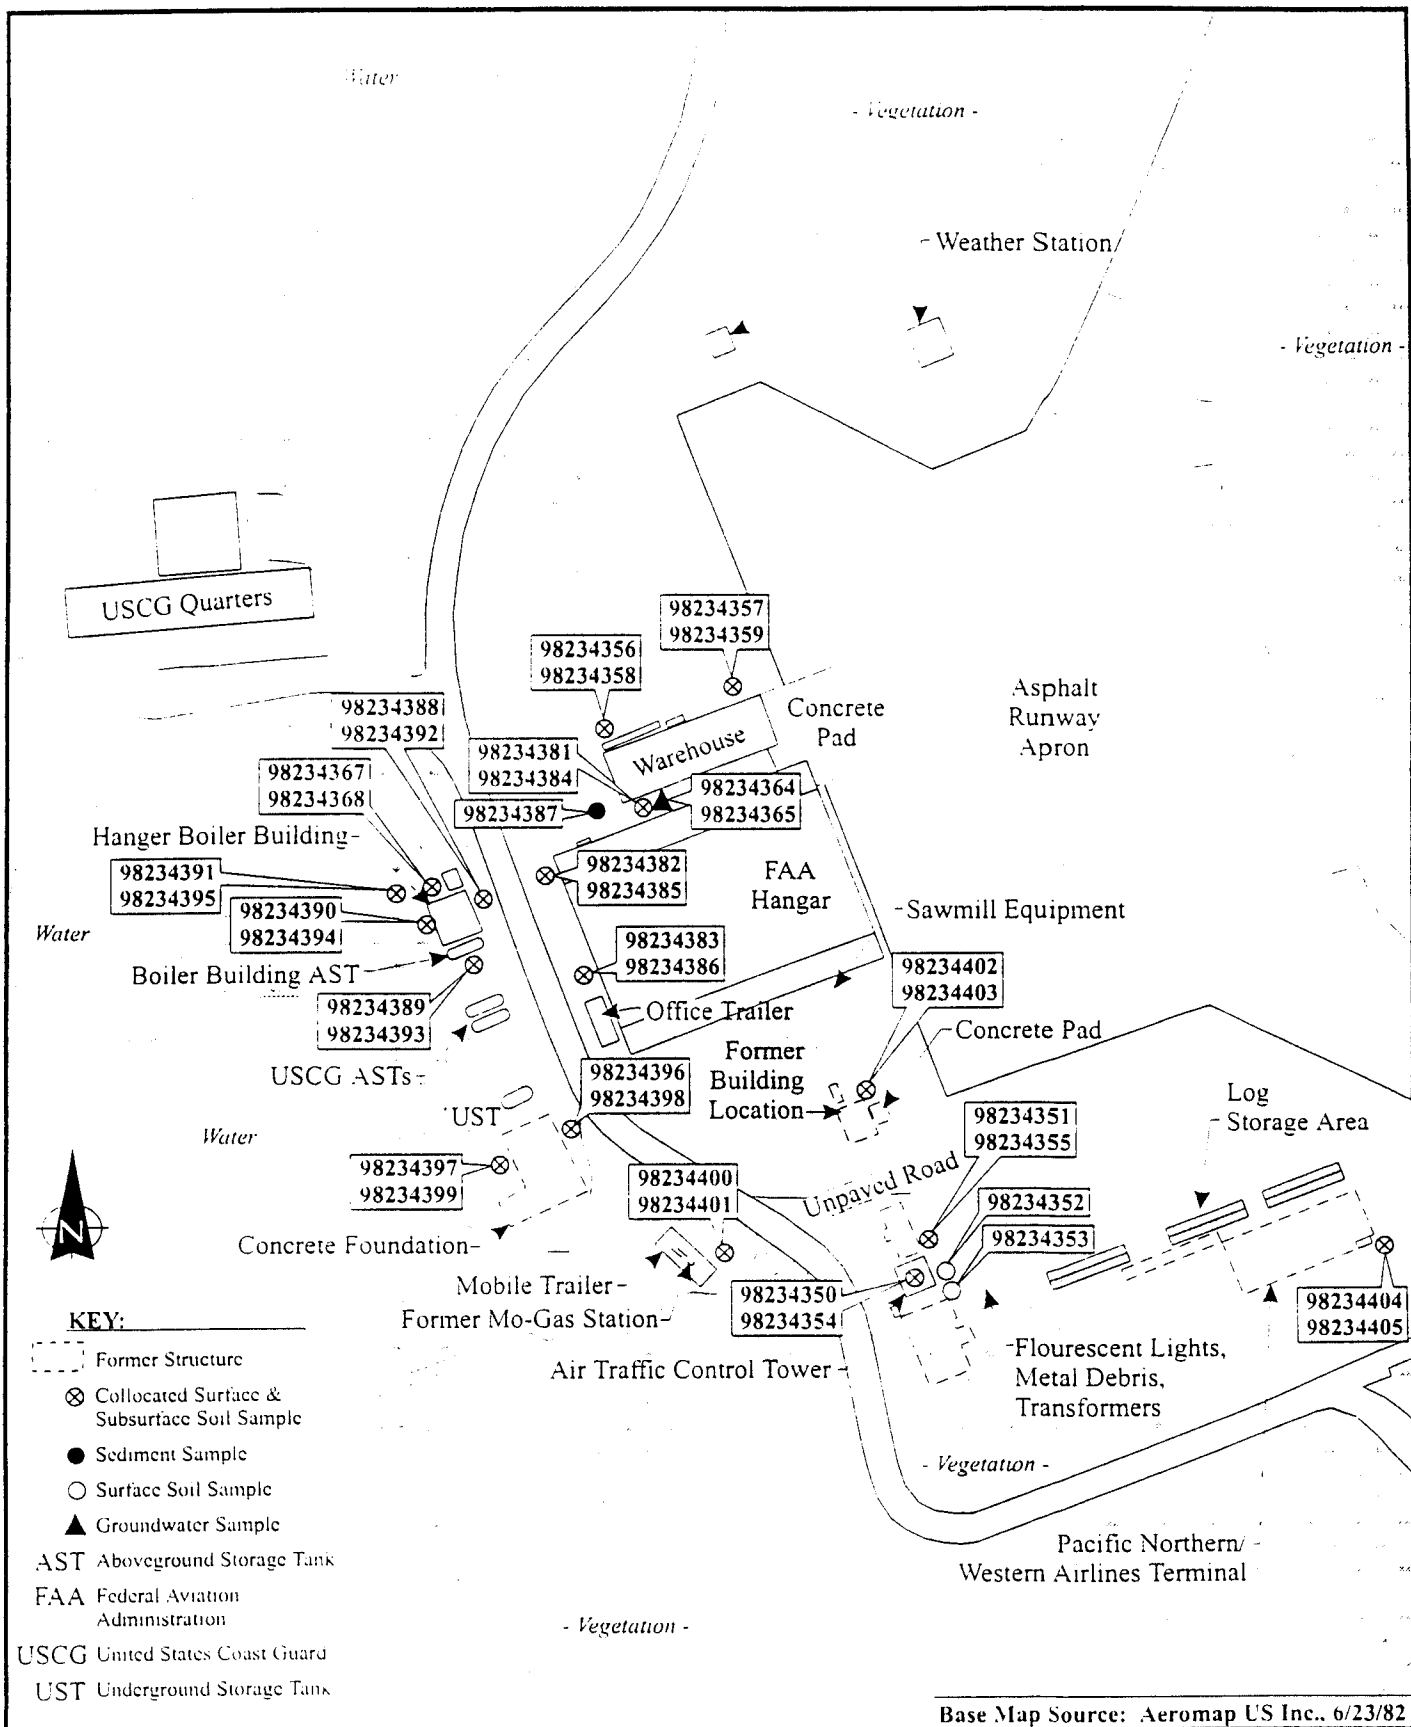 Water
- Vegetation -
Weather Station
- Vegetation -
USCG Quarters
98234357
98234359
98234356
98234358
Asphalt
Runway
Apron
Concrete
Pad
98234388
98234392
Warehouse
98234381
98234384
98234367
98234368
98234364
98234365
98234387
Hanger Boiler Building
98234391
98234395
98234382
98234385
FAA
Hangar
98234390
98234394
Sawmill Equipment
Water
98234383
98234386
Boiler Building AST
98234402
98234403
98234389
98234393
Office Trailer
Concrete Pad
USCG ASTs
98234396
98234398
Former
Building
Location
UST
98234351
98234355
Log
Storage Area
Water
98234397
98234399
98234400
98234401
Unpaved Road
98234352
98234353
N
Concrete Foundation
Mobile Trailer
Former Mo-Gas Station
98234350
98234354
98234404
98234405
Air Traffic Control Tower
Flourescent Lights,
Metal Debris,
Transformers
KEY:
Former Structure
Collocated Surface &
Subsurface Soil Sample
Sediment Sample
Surface Soil Sample
Groundwater Sample
AST Aboveground Storage Tank
FAA Federal Aviation
Administration
USCG United States Coast Guard
UST Underground Storage Tank
- Vegetation -
Pacific Northern/
Western Airlines Terminal
- Vegetation -
Base Map Source: Aeromap US Inc., 6/23/82